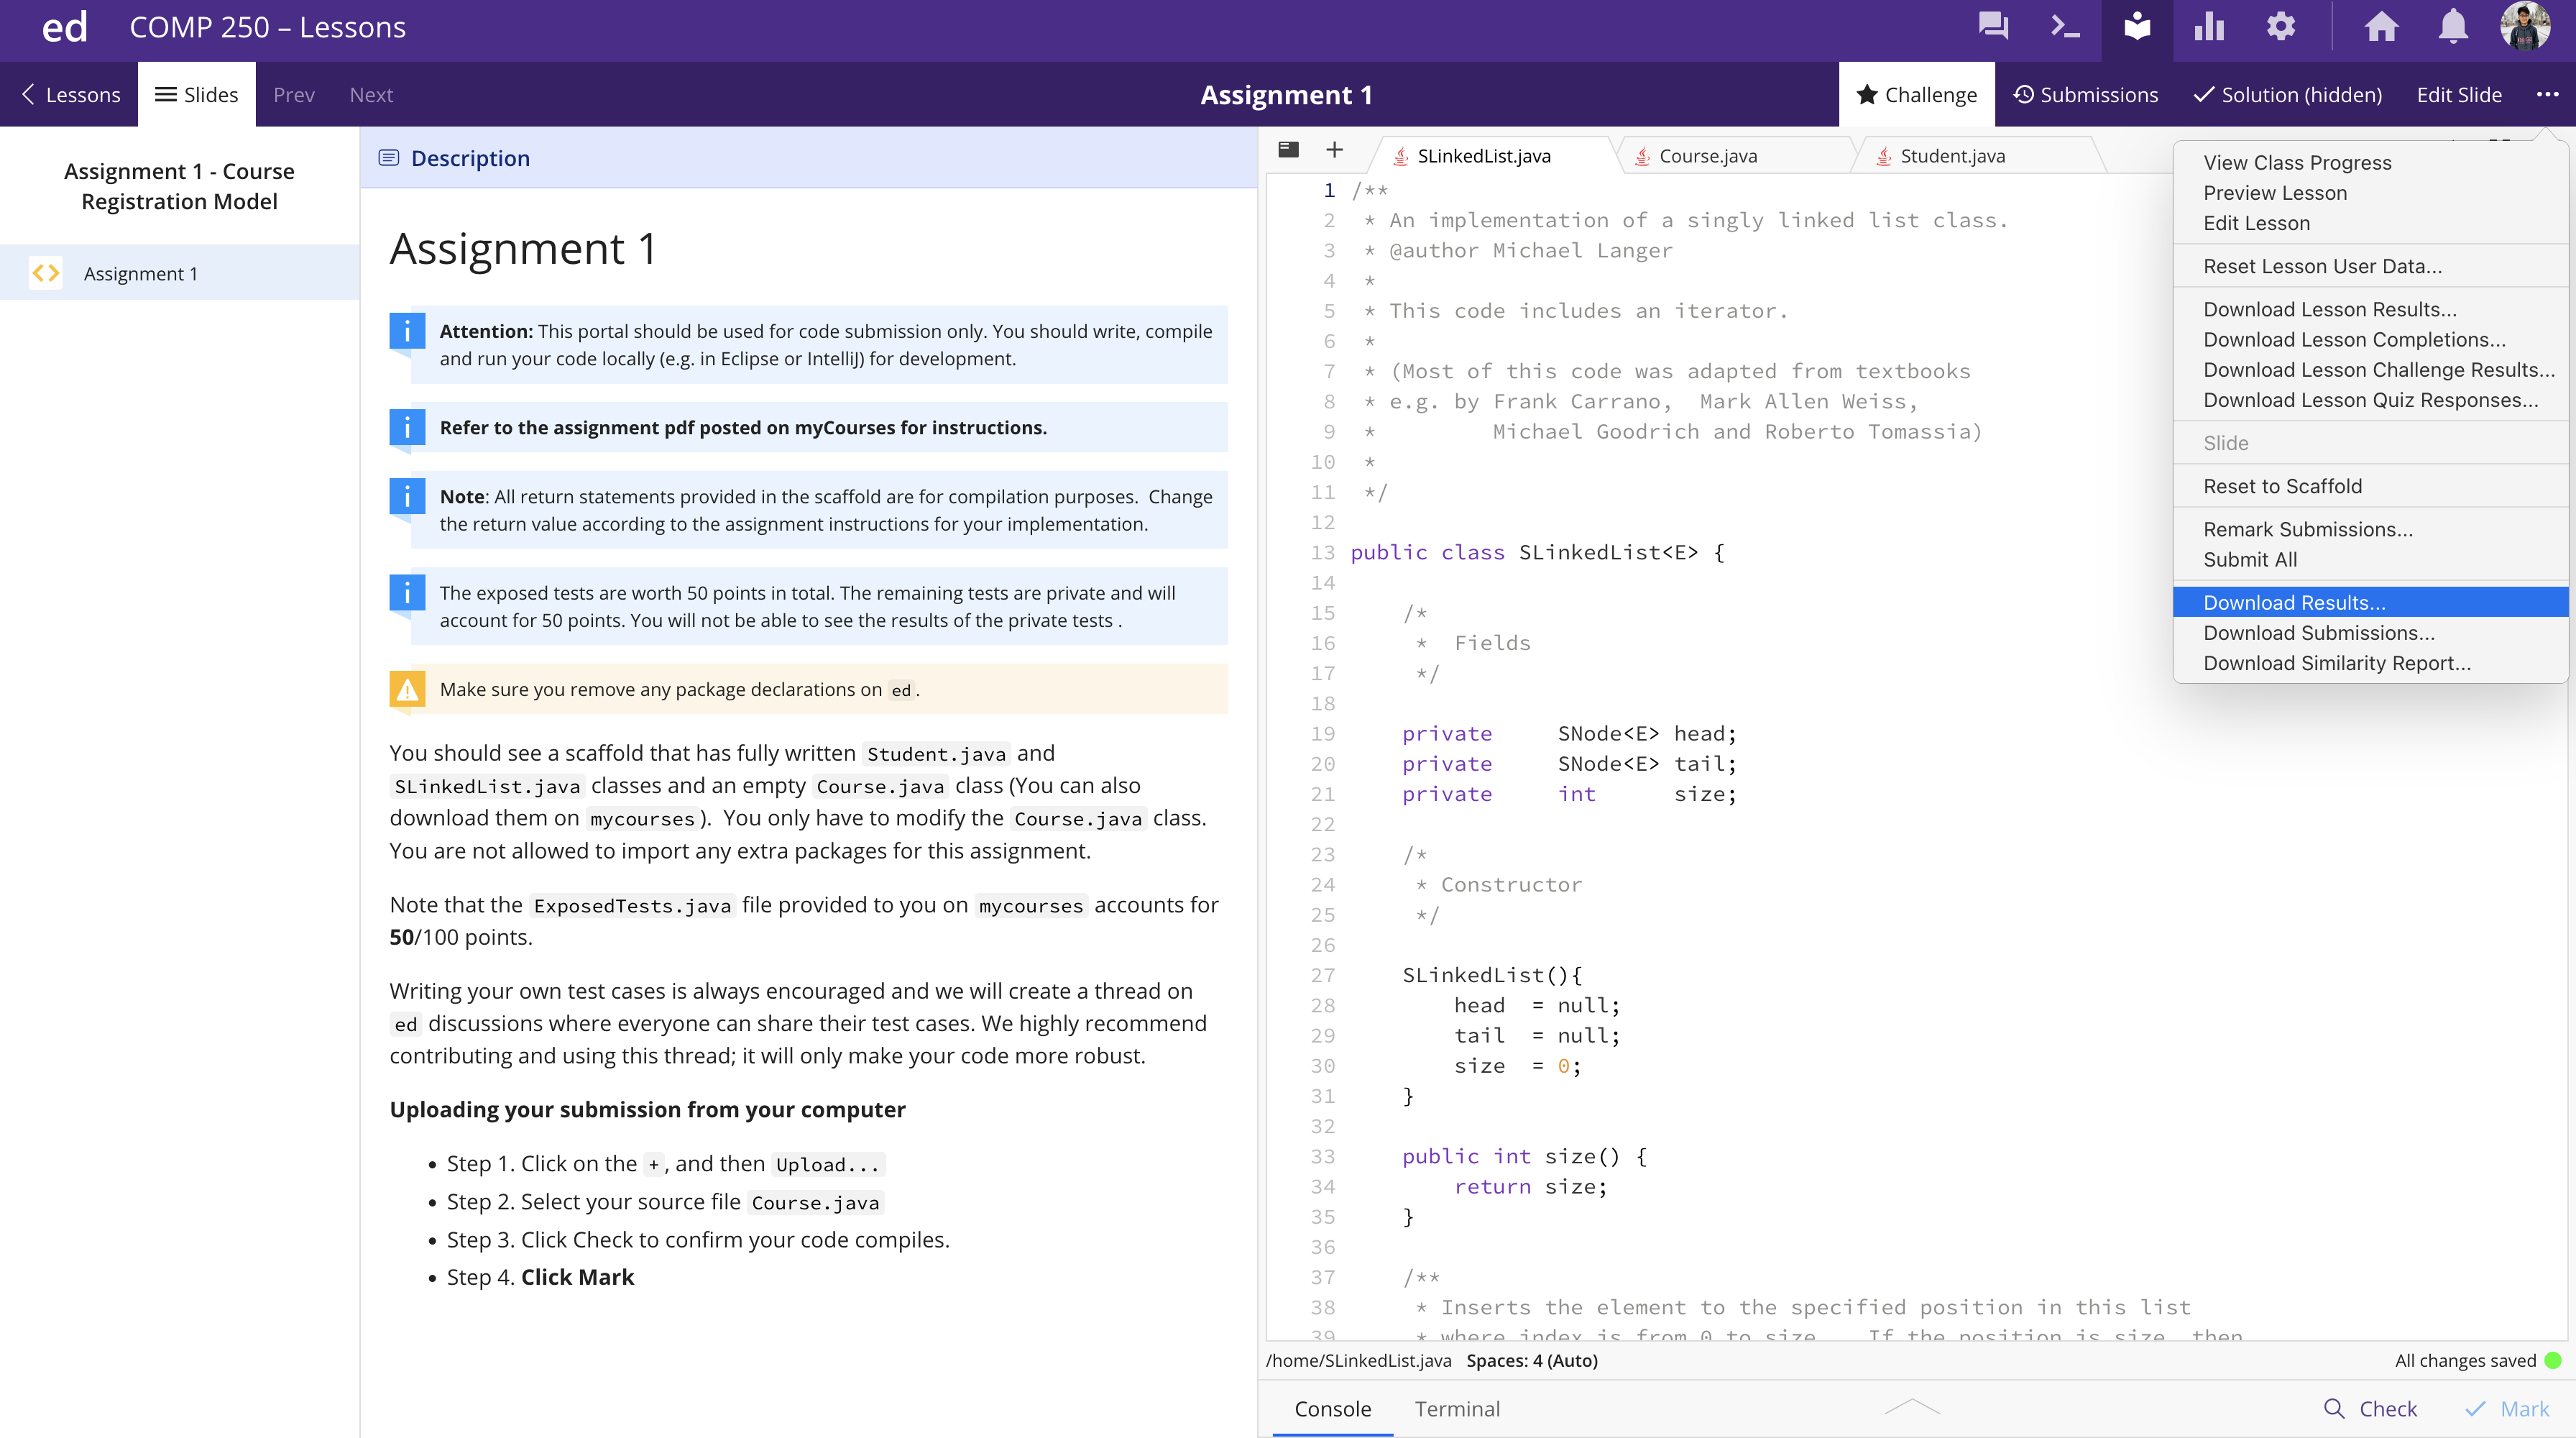 ed COMP 250 – Lessons
Lessons Slides Prev Next Assignment 1 Challenge Submissions Solution (hidden) Edit Slide
Assignment 1 - Course
Registration Model
Assignment 1
Description
Assignment 1
Attention: This portal should be used for code submission only. You should write, compile
and run your code locally (e.g. in Eclipse or IntelliJ) for development.
Refer to the assignment pdf posted on myCourses for instructions.
Note: All return statements provided in the scaffold are for compilation purposes.  Change
the return value according to the assignment instructions for your implementation.
The exposed tests are worth 50 points in total. The remaining tests are private and will
account for 50 points. You will not be able to see the results of the private tests .
Make sure you remove any package declarations on ed.
You should see a scaffold that has fully written Student.java and
SLinkedList.java classes and an empty Course.java class (You can also
download them on mycourses).  You only have to modify the Course.java class.
You are not allowed to import any extra packages for this assignment.
Note that the ExposedTests.java file provided to you on mycourses accounts for
50/100 points.
Writing your own test cases is always encouraged and we will create a thread on
ed discussions where everyone can share their test cases. We highly recommend
contributing and using this thread; it will only make your code more robust.
Uploading your submission from your computer
• Step 1. Click on the +, and then Upload...
• Step 2. Select your source file Course.java
• Step 3. Click Check to confirm your code compiles.
• Step 4. Click Mark
SLinkedList.java Course.java Student.java
1 /**
2  * An implementation of a singly linked list class.
3  * @author Michael Langer
4  *
5  * This code includes an iterator.
6  *
7  * (Most of this code was adapted from textbooks
8  * e.g. by Frank Carrano,  Mark Allen Weiss,
9  *         Michael Goodrich and Roberto Tomassia)
10  *
11  */
12
13 public class SLinkedList<E> {
14
15     /*
16      *  Fields
17      */
18
19     private     SNode<E> head;
20     private     SNode<E> tail;
21     private     int      size;
22
23     /*
24      * Constructor
25      */
26
27     SLinkedList(){
28         head  = null;
29         tail  = null;
30         size  = 0;
31     }
32
33     public int size() {
34         return size;
35     }
36
37     /**
38      * Inserts the element to the specified position in this list
39      * where index is from 0 to size.   If the position is size, then
/home/SLinkedList.java Spaces: 4 (Auto) All changes saved
Console Terminal Check Mark
View Class Progress
Preview Lesson
Edit Lesson
Reset Lesson User Data...
Download Lesson Results...
Download Lesson Completions...
Download Lesson Challenge Results...
Download Lesson Quiz Responses...
Slide
Reset to Scaffold
Remark Submissions...
Submit All
Download Results...
Download Submissions...
Download Similarity Report...